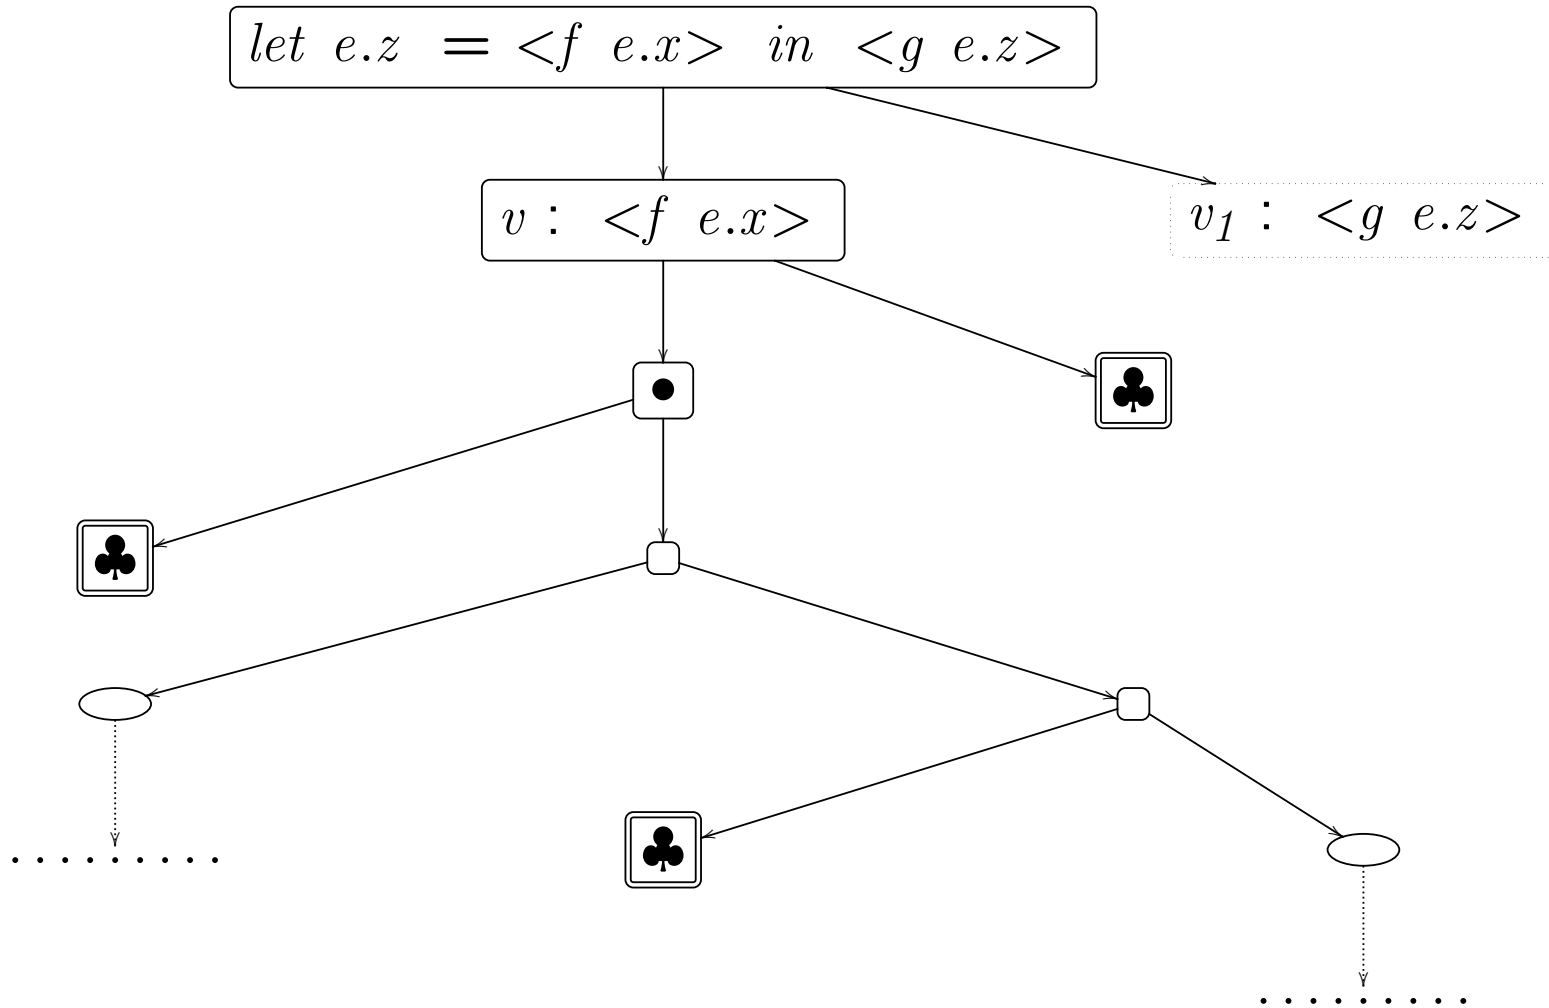 let e.z = <f e.x> in <g e.z>
v : <f e.x>
v₁ : <g e.z>
●
♣
♣
♣
. . . . . . . . .
. . . . . . . . .